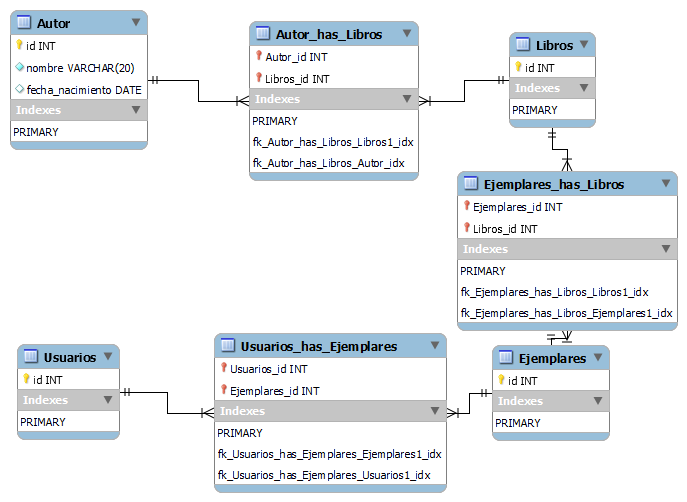 Autor
id INT
nombre VARCHAR(20)
fecha_nacimiento DATE
Indexes
PRIMARY
Autor_has_Libros
Autor_id INT
Libros_id INT
Indexes
PRIMARY
fk_Autor_has_Libros_Libros1_idx
fk_Autor_has_Libros_Autor_idx
Libros
id INT
Indexes
PRIMARY
Ejemplares_has_Libros
Ejemplares_id INT
Libros_id INT
Indexes
PRIMARY
fk_Ejemplares_has_Libros_Libros1_idx
fk_Ejemplares_has_Libros_Ejemplares1_idx
Usuarios
id INT
Indexes
PRIMARY
Usuarios_has_Ejemplares
Usuarios_id INT
Ejemplares_id INT
Indexes
PRIMARY
fk_Usuarios_has_Ejemplares_Ejemplares1_idx
fk_Usuarios_has_Ejemplares_Usuarios1_idx
Ejemplares
id INT
Indexes
PRIMARY